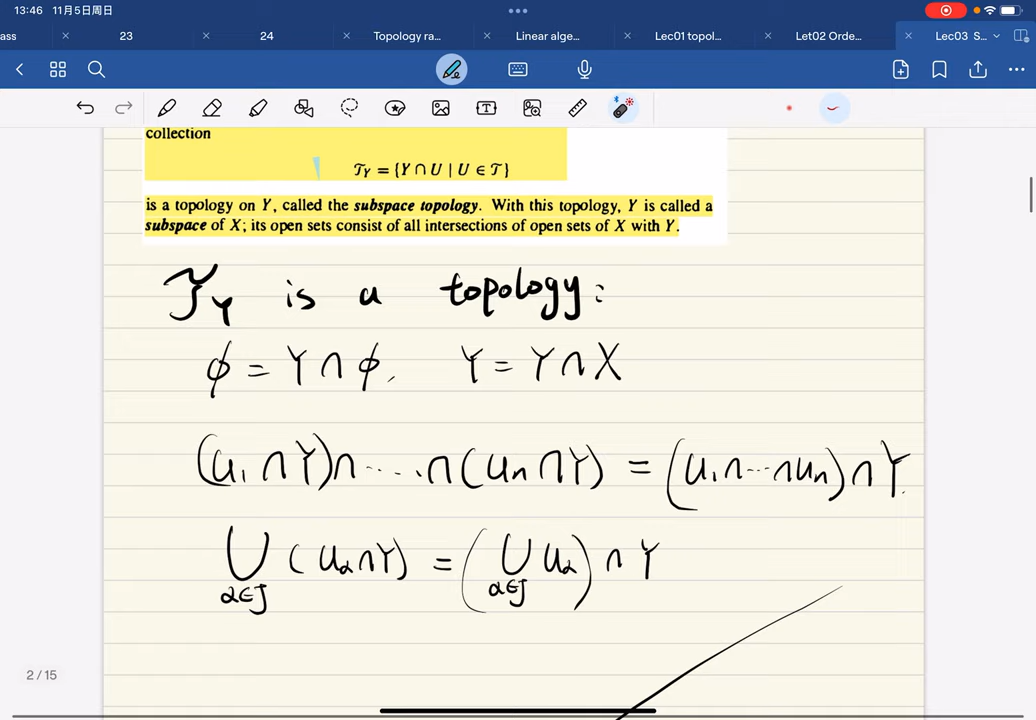 13:46 11月5日周日
ass 23 24 Topology ra... Linear alge... Lec01 topol... Let02 Orde... Lec03 S...
collection
𝒯_Y = {Y ∩ U | U ∈ 𝒯}
is a topology on Y, called the subspace topology. With this topology, Y is called a
subspace of X; its open sets consist of all intersections of open sets of X with Y.
𝒯_Y is a topology:
ϕ = Y ∩ ϕ, Y = Y ∩ X
(U₁ ∩ Y) ∩ ... ∩ (Uₙ ∩ Y) = (U₁ ∩ ... ∩ Uₙ) ∩ Y.
⋃_{α∈J} (U_α ∩ Y) = (⋃_{α∈J} U_α) ∩ Y
2 / 15